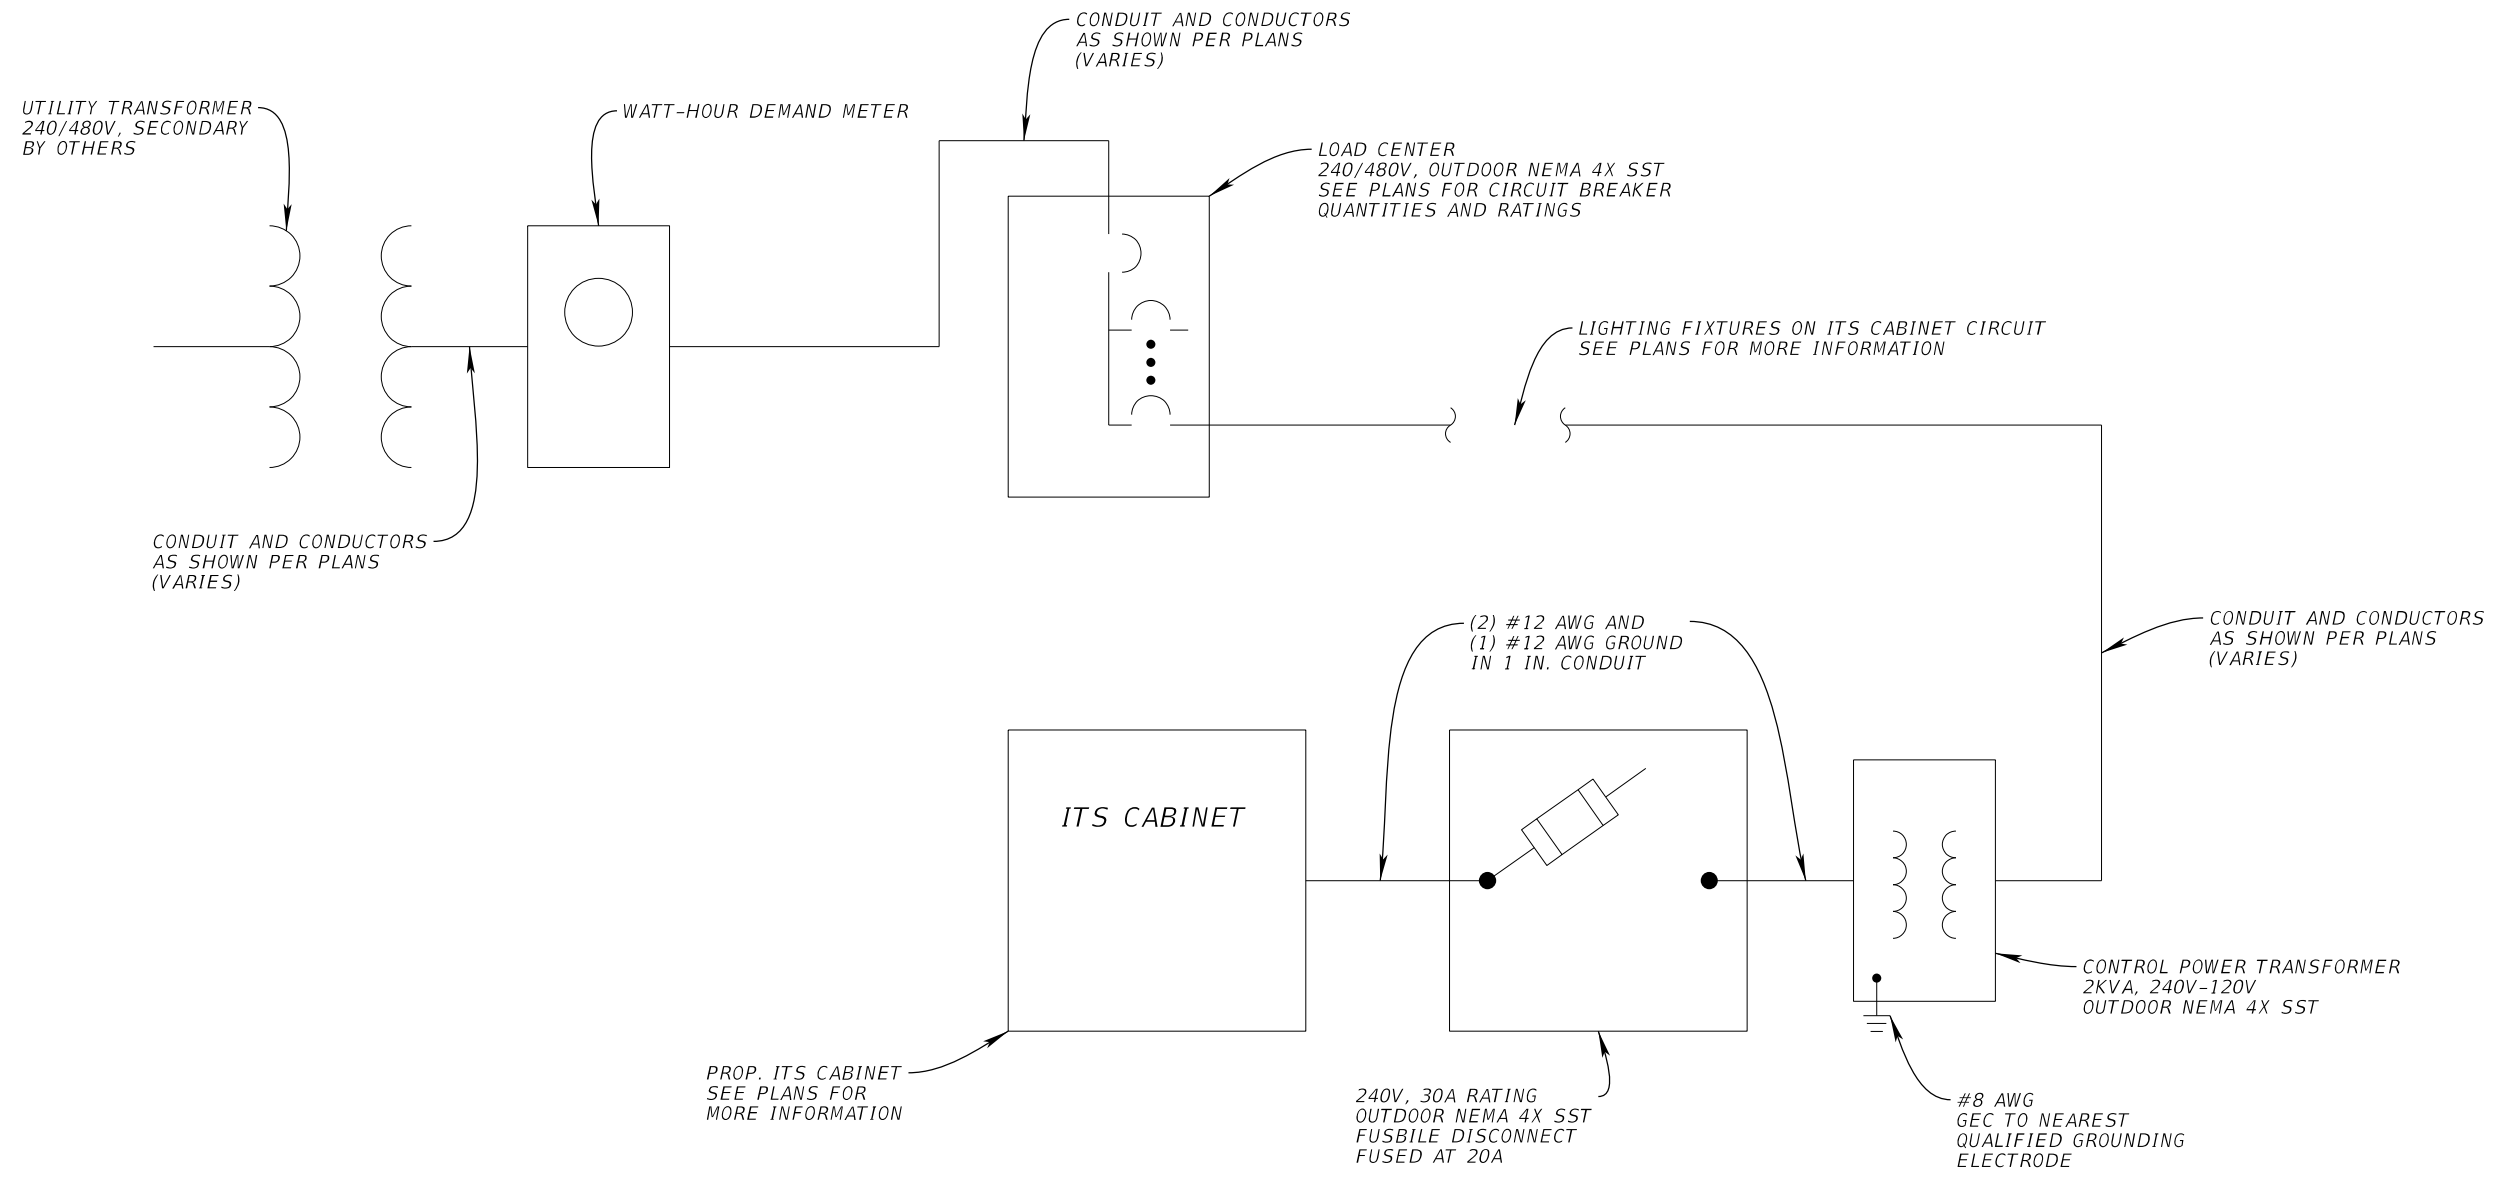 CONDUIT AND CONDUCTORS
AS SHOWN PER PLANS
(VARIES)
UTILITY TRANSFORMER
240/480V, SECONDARY
BY OTHERS
WATT-HOUR DEMAND METER
LOAD CENTER
240/480V, OUTDOOR NEMA 4X SST
SEE PLANS FOR CIRCUIT BREAKER
QUANTITIES AND RATINGS
LIGHTING FIXTURES ON ITS CABINET CIRCUIT
SEE PLANS FOR MORE INFORMATION
CONDUIT AND CONDUCTORS
AS SHOWN PER PLANS
(VARIES)
(2) #12 AWG AND
(1) #12 AWG GROUND
IN 1 IN. CONDUIT
CONDUIT AND CONDUCTORS
AS SHOWN PER PLANS
(VARIES)
ITS CABINET
CONTROL POWER TRANSFORMER
2KVA, 240V-120V
OUTDOOR NEMA 4X SST
PROP. ITS CABINET
SEE PLANS FOR
MORE INFORMATION
240V, 30A RATING
OUTDOOR NEMA 4X SST
FUSIBLE DISCONNECT
FUSED AT 20A
#8 AWG
GEC TO NEAREST
QUALIFIED GROUNDING
ELECTRODE